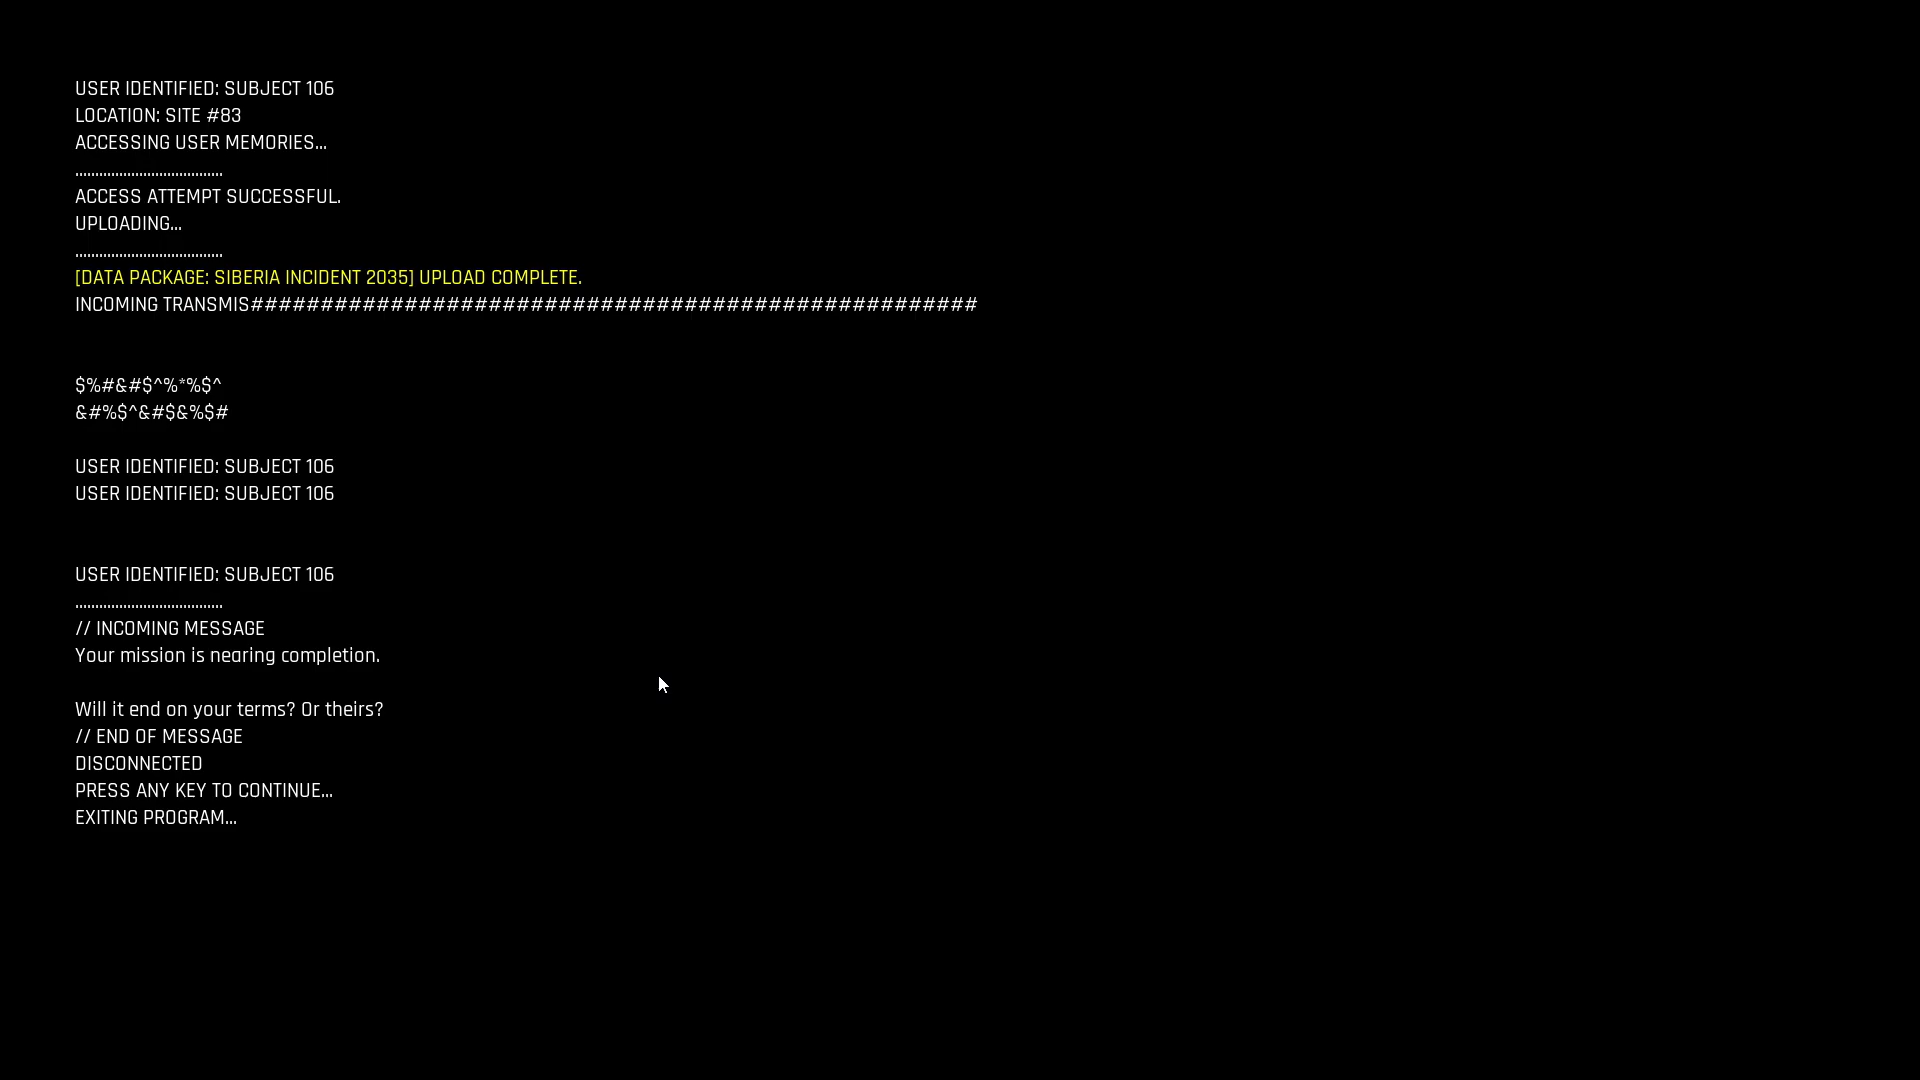 USER IDENTIFIED: SUBJECT 106
LOCATION: SITE #83
ACCESSING USER MEMORIES...
.....................................
ACCESS ATTEMPT SUCCESSFUL.
UPLOADING...
.....................................
[DATA PACKAGE: SIBERIA INCIDENT 2035] UPLOAD COMPLETE.
INCOMING TRANSMIS####################################################
$%#&#$^%*%$^
&#%$^&#$&%$#
USER IDENTIFIED: SUBJECT 106
USER IDENTIFIED: SUBJECT 106
USER IDENTIFIED: SUBJECT 106
.....................................
// INCOMING MESSAGE
Your mission is nearing completion.
Will it end on your terms? Or theirs?
// END OF MESSAGE
DISCONNECTED
PRESS ANY KEY TO CONTINUE...
EXITING PROGRAM...